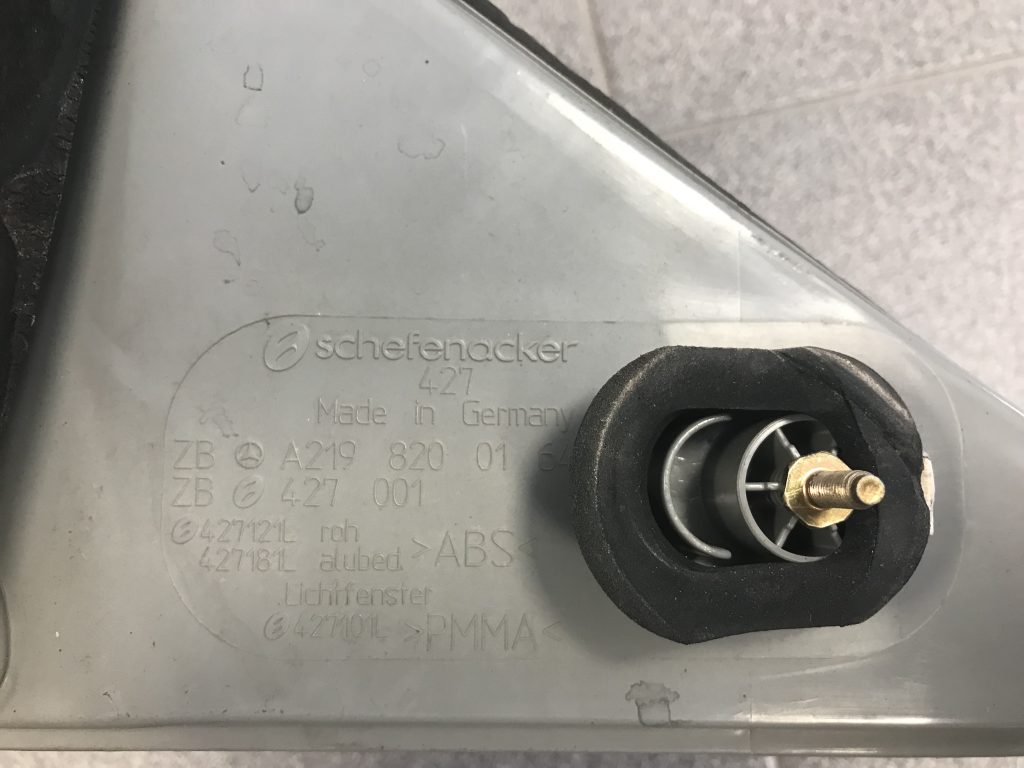 schefenacker
427
Made in Germany
ZB A219 820 01 64
ZB 427 001
427121L roh
427181L alubed. >ABS<
Lichtfenster
427101L >PMMA<